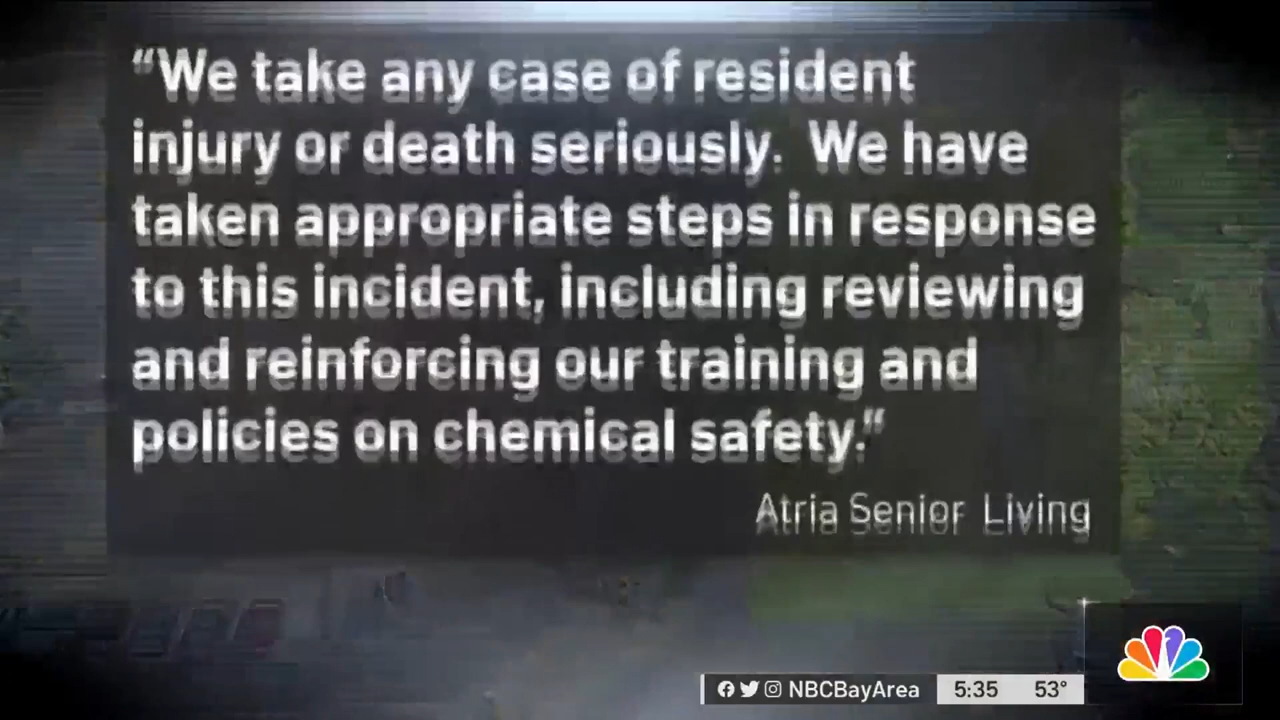 “We take any case of resident
injury or death seriously. We have
taken appropriate steps in response
to this incident, including reviewing
and reinforcing our training and
policies on chemical safety.”
Atria Senior Living
NBCBayArea 5:35 53°